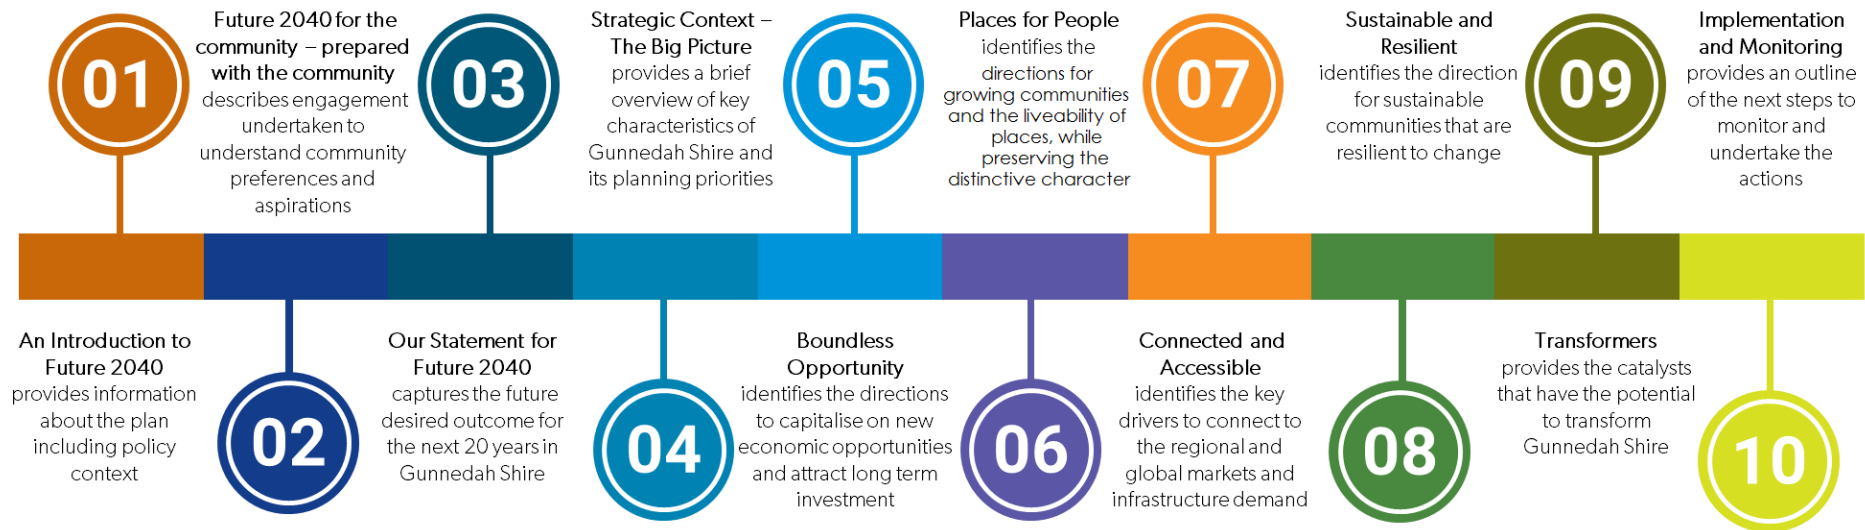 01
An Introduction to
Future 2040
provides information
about the plan
including policy
context
02
Future 2040 for the
community – prepared
with the community
describes engagement
undertaken to
understand community
preferences and
aspirations
03
Our Statement for
Future 2040
captures the future
desired outcome for
the next 20 years in
Gunnedah Shire
04
Strategic Context –
The Big Picture
provides a brief
overview of key
characteristics of
Gunnedah Shire and
its planning priorities
05
Boundless
Opportunity
identifies the directions
to capitalise on new
economic opportunities
and attract long term
investment
06
Places for People
identifies the
directions for
growing communities
and the liveability of
places, while
preserving the
distinctive character
07
Connected and
Accessible
identifies the key
drivers to connect to
the regional and
global markets and
infrastructure demand
08
Sustainable and
Resilient
identifies the direction
for sustainable
communities that are
resilient to change
09
Transformers
provides the catalysts
that have the potential
to transform
Gunnedah Shire
10
Implementation
and Monitoring
provides an outline
of the next steps to
monitor and
undertake the
actions